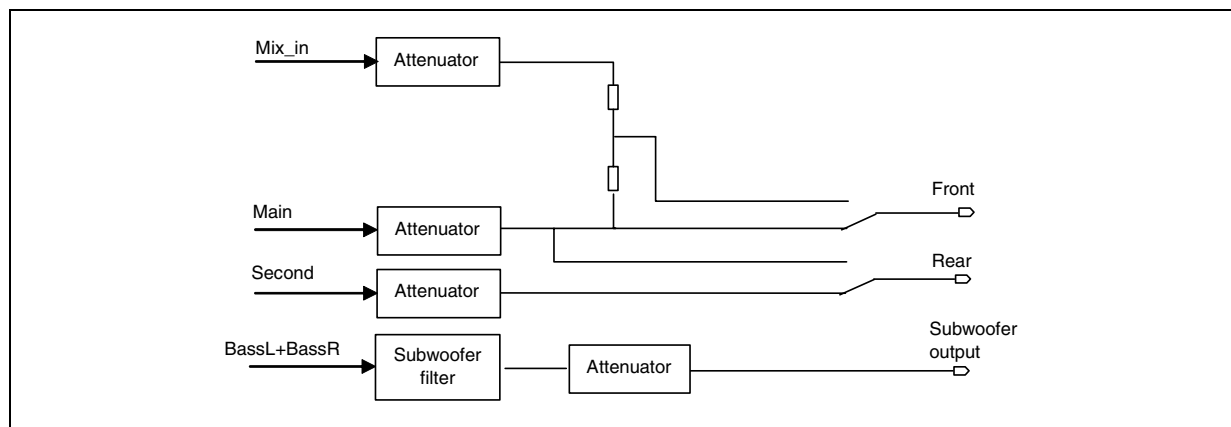 Mix_in
Attenuator
Front
Main
Attenuator
Rear
Second
Attenuator
Subwoofer
output
BassL+BassR
Subwoofer
filter
Attenuator